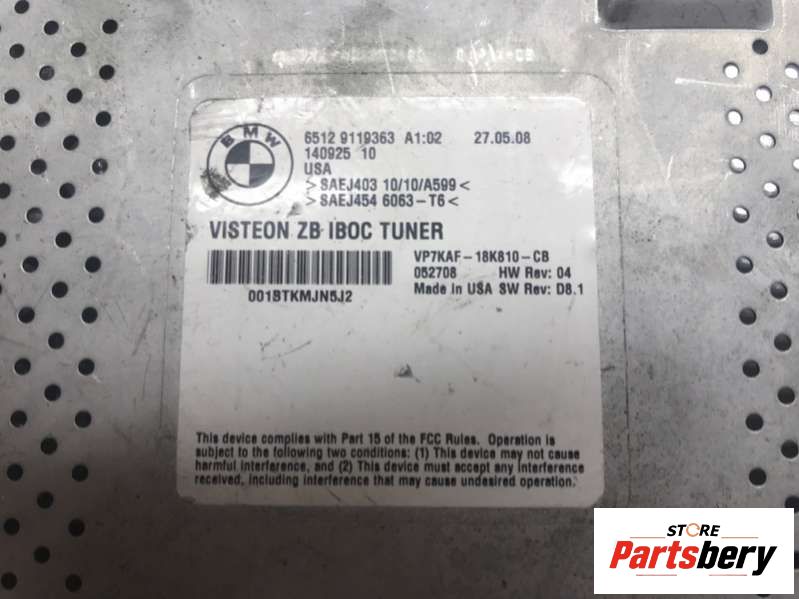 BMW
6512 9119363 A1:02 27.05.08
140925 10
USA
>SAEJ403 10/10/A599<
>SAEJ454 6063-T6<
VISTEON ZB IBOC TUNER
VP7KAF-18K810-CB
052708 HW Rev: 04
Made in USA SW Rev: D8.1
001STKMJN5J2
This device complies with Part 15 of the FCC Rules. Operation is
subject to the following two conditions: (1) This device may not cause
harmful interference, and (2) This device must accept any interference
received, including interference that may cause undesired operation.
STORE
Partsbery